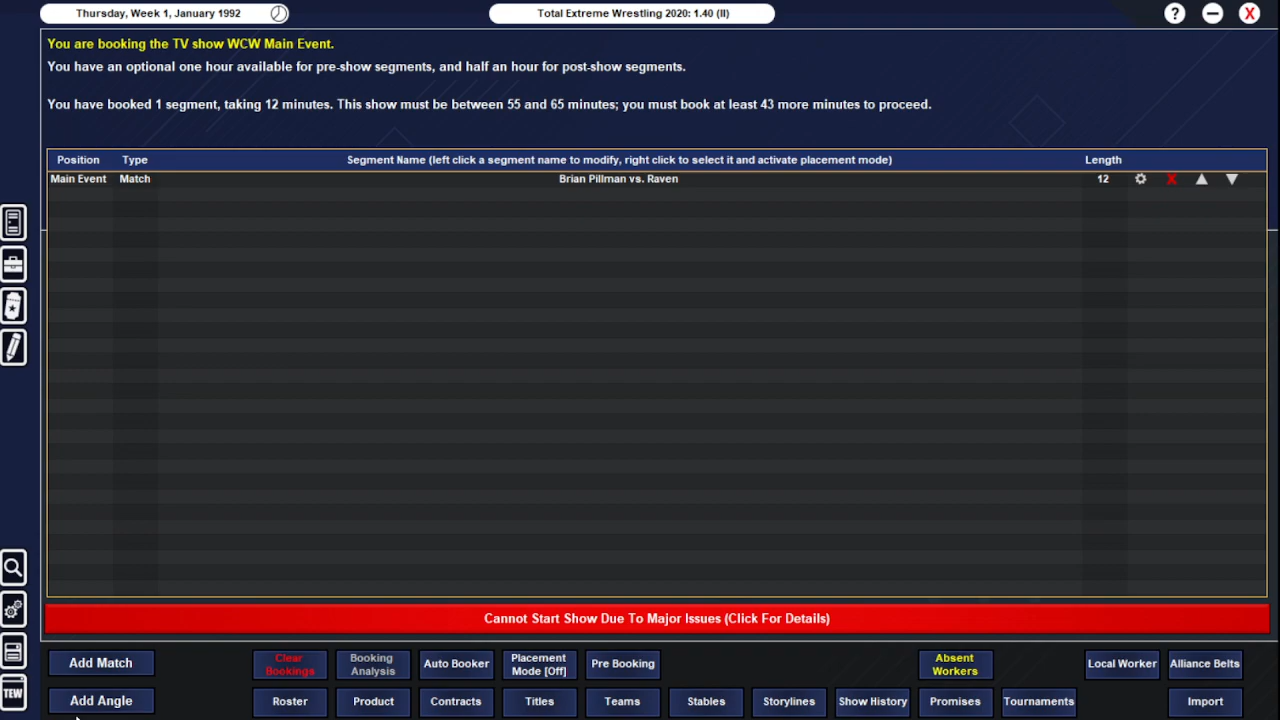 Thursday, Week 1, January 1992
Total Extreme Wrestling 2020: 1.40 (II)
?
X
You are booking the TV show WCW Main Event.
You have an optional one hour available for pre-show segments, and half an hour for post-show segments.
You have booked 1 segment, taking 12 minutes. This show must be between 55 and 65 minutes; you must book at least 43 more minutes to proceed.
Position Type Segment Name (left click a segment name to modify, right click to select it and activate placement mode) Length
Main Event Match Brian Pillman vs. Raven 12 X
Cannot Start Show Due To Major Issues (Click For Details)
Add Match
Clear Bookings
Booking Analysis
Auto Booker
Placement Mode [Off]
Pre Booking
Absent Workers
Local Worker
Alliance Belts
TEW
Add Angle
Roster
Product
Contracts
Titles
Teams
Stables
Storylines
Show History
Promises
Tournaments
Import